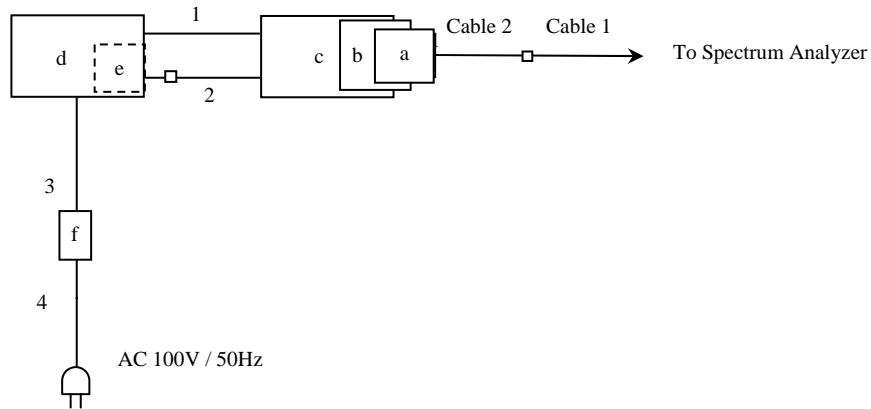 1
Cable 2
Cable 1
d
e
c
b
a
To Spectrum Analyzer
2
3
f
4
AC 100V / 50Hz